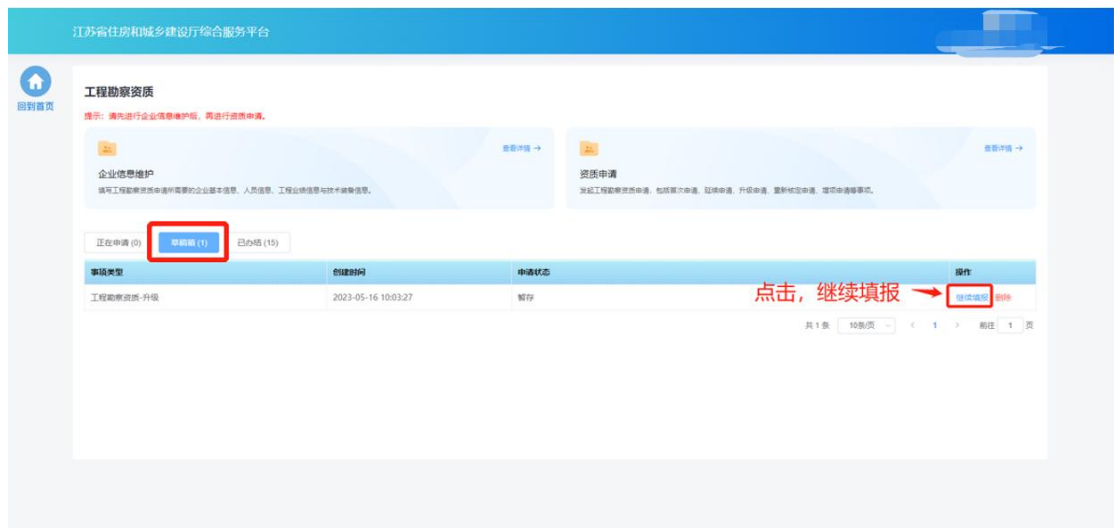 江苏省住房和城乡建设厅综合服务平台
回到首页
工程勘察资质
提示：请先进行企业信息维护后，再进行资质申请。
查看详情 →
企业信息维护
填写工程勘察资质申请所需要的企业基本信息、人员信息、工程业绩信息与技术装备信息。
查看详情 →
资质申请
发起工程勘察资质申请，包括首次申请、延续申请、升级申请、重新核定申请、增项申请等事项。
正在申请 (0) 草稿箱 (1) 已办结 (15)
事项类型 创建时间 申请状态 操作
工程勘察资质-升级 2023-05-16 10:03:27 暂存 点击，继续填报 继续填报 删除
共 1 条 10条/页 < 1 > 前往 1 页